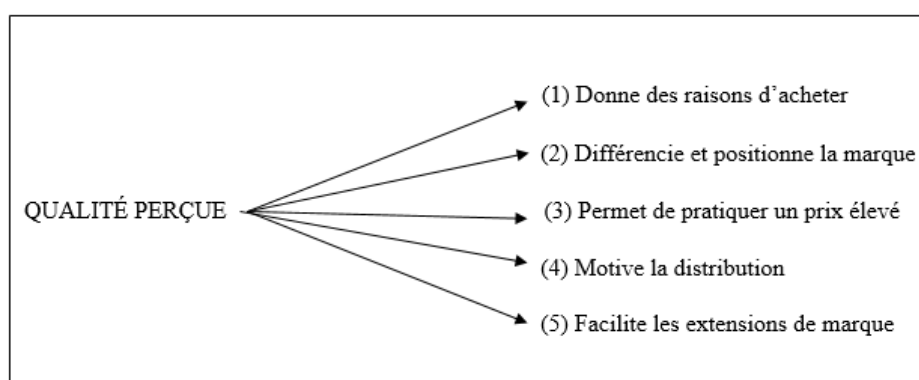 (1) Donne des raisons d’acheter
(2) Différencie et positionne la marque
QUALITÉ PERÇUE
(3) Permet de pratiquer un prix élevé
(4) Motive la distribution
(5) Facilite les extensions de marque